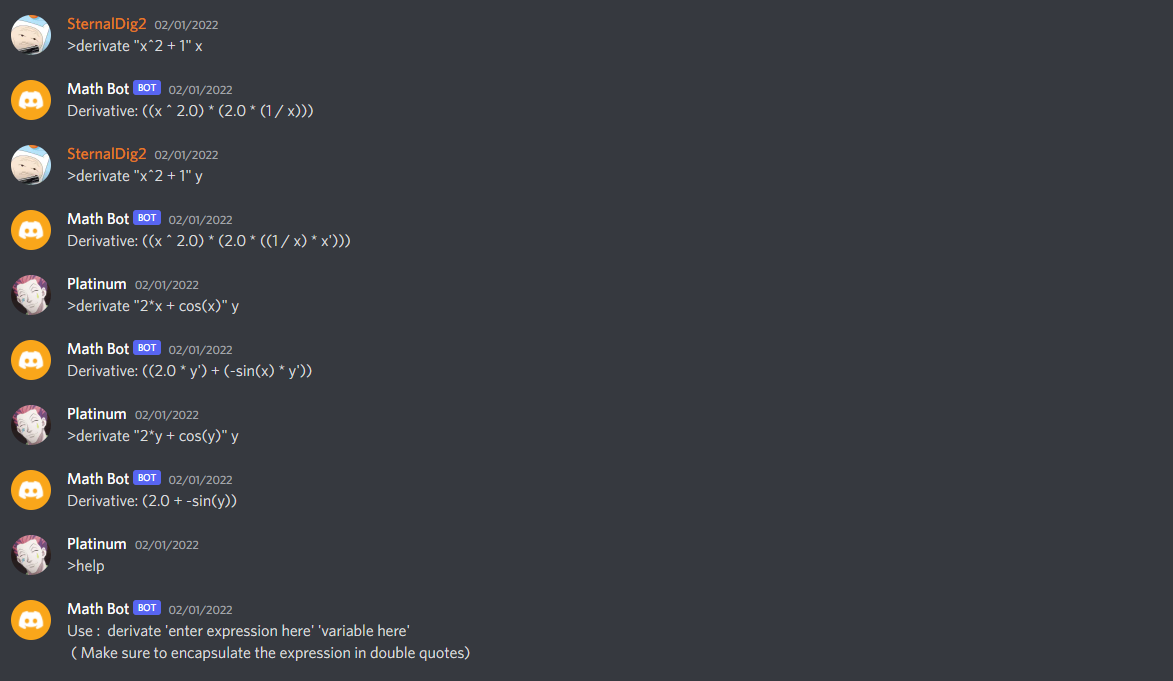 SternalDig2 02/01/2022
>derivate "x^2 + 1" x
Math Bot BOT 02/01/2022
Derivative: ((x ^ 2.0) * (2.0 * (1 / x)))
SternalDig2 02/01/2022
>derivate "x^2 + 1" y
Math Bot BOT 02/01/2022
Derivative: ((x ^ 2.0) * (2.0 * ((1 / x) * x')))
Platinum 02/01/2022
>derivate "2*x + cos(x)" y
Math Bot BOT 02/01/2022
Derivative: ((2.0 * y') + (-sin(x) * y'))
Platinum 02/01/2022
>derivate "2*y + cos(y)" y
Math Bot BOT 02/01/2022
Derivative: (2.0 + -sin(y))
Platinum 02/01/2022
>help
Math Bot BOT 02/01/2022
Use :  derivate 'enter expression here' 'variable here'
( Make sure to encapsulate the expression in double quotes)